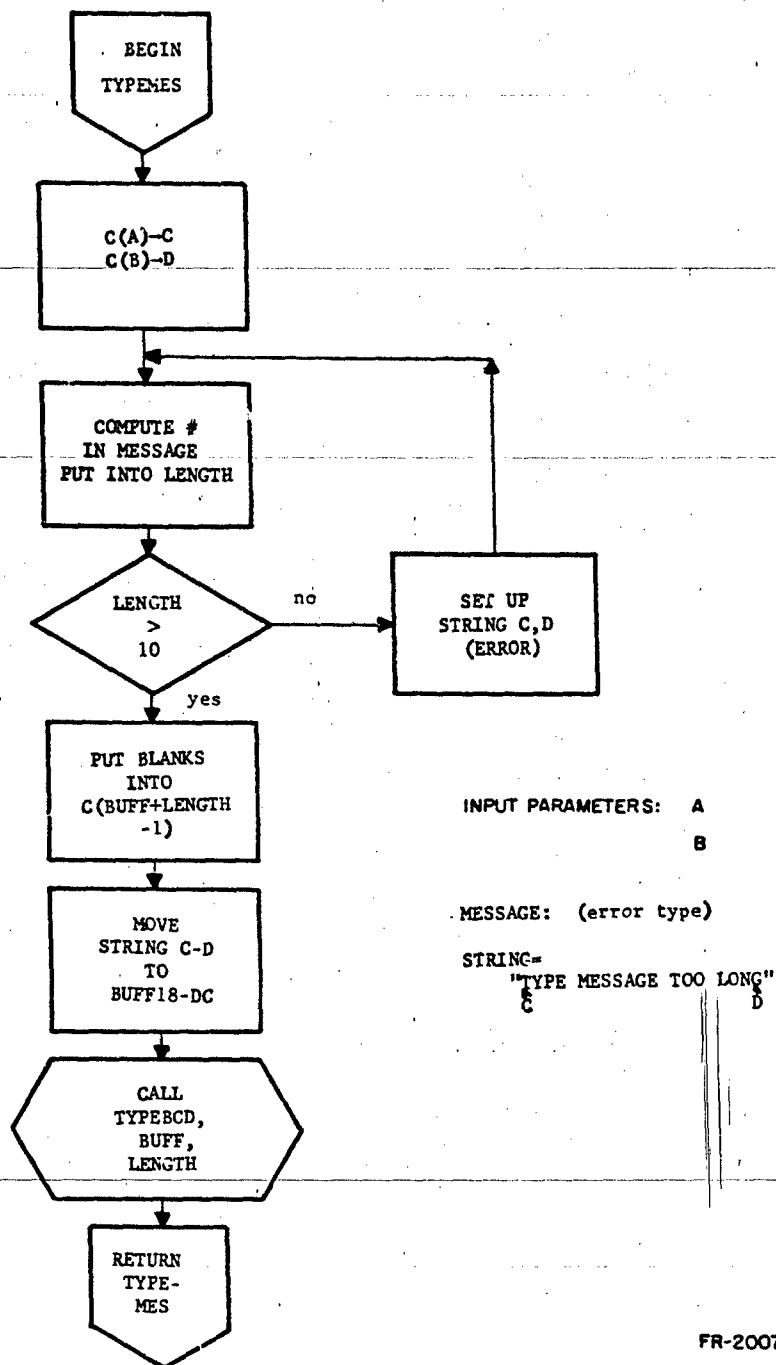 BEGIN
TYPEMES
C(A)→C
C(B)→D
COMPUTE #
IN MESSAGE
PUT INTO LENGTH
LENGTH
>
10
no
SET UP
STRING C,D
(ERROR)
yes
PUT BLANKS
INTO
C(BUFF+LENGTH
-1)
MOVE
STRING C-D
TO
BUFF18-DC
CALL
TYPEBCD,
BUFF,
LENGTH
RETURN
TYPE-
MES
INPUT PARAMETERS: A
B
MESSAGE: (error type)
STRING=
"TYPE MESSAGE TOO LONG"
C D
FR-2007